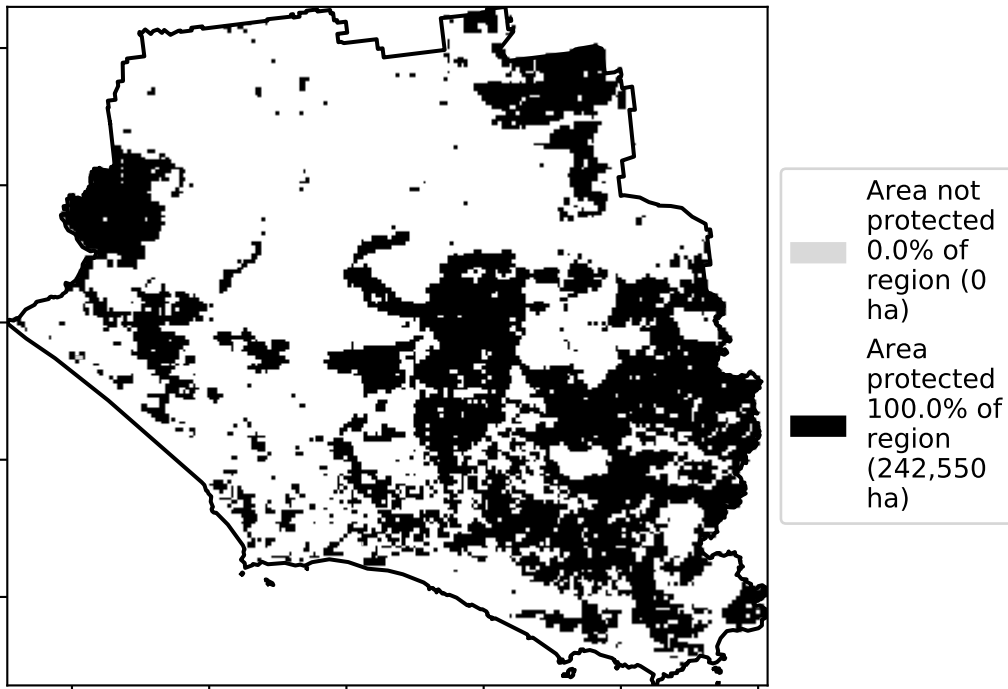 Area not
protected
0.0% of
region (0
ha)
Area
protected
100.0% of
region
(242,550
ha)